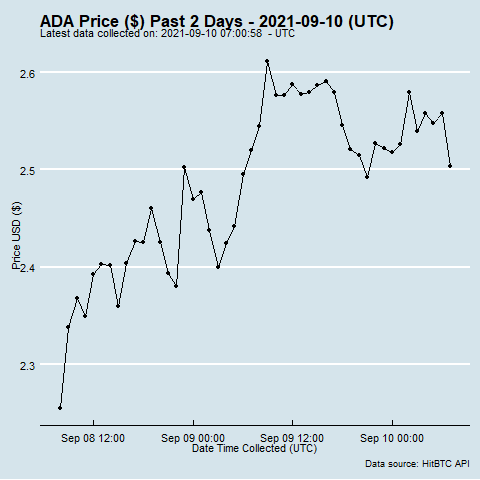 ADA Price ($) Past 2 Days - 2021-09-10 (UTC)
Latest data collected on: 2021-09-10 07:00:58 - UTC
2.6
2.5
2.4
2.3
Price USD ($)
Sep 08 12:00
Sep 09 00:00
Sep 09 12:00
Sep 10 00:00
Date Time Collected (UTC)
Data source: HitBTC API